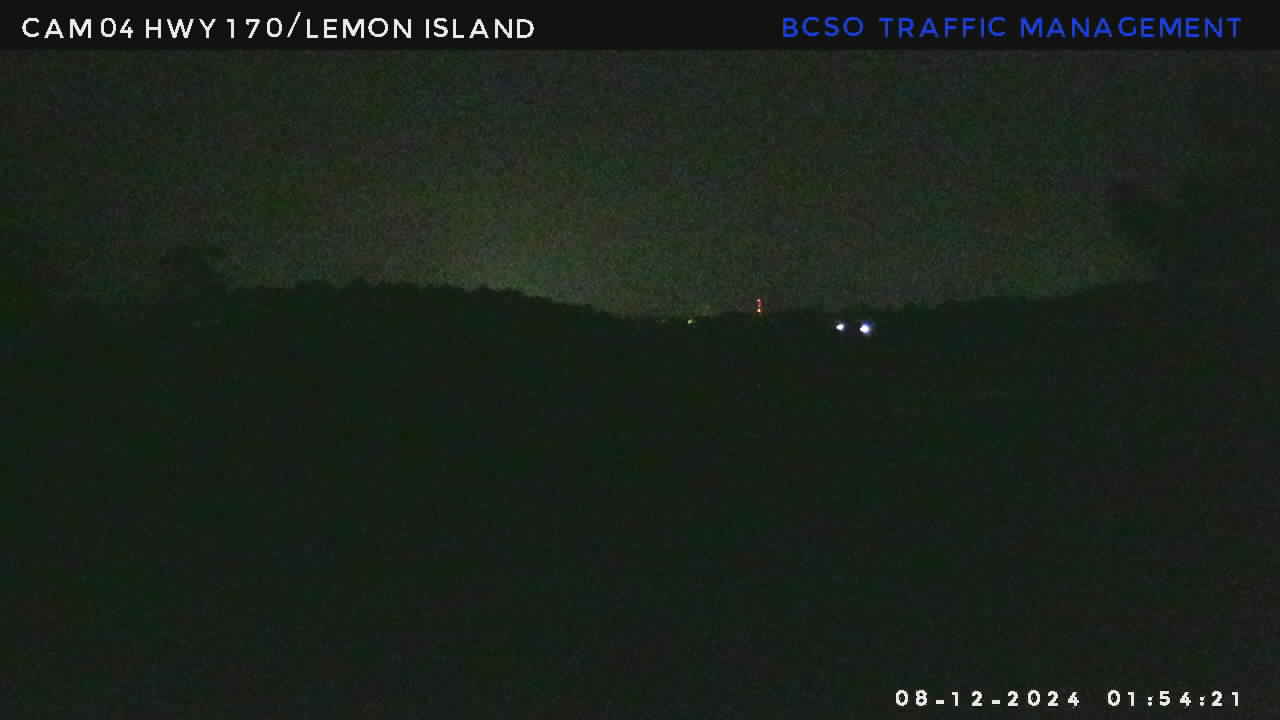 CAM 04 HWY 170/LEMON ISLAND
BCSO TRAFFIC MANAGEMENT
08-12-2024 01:54:21